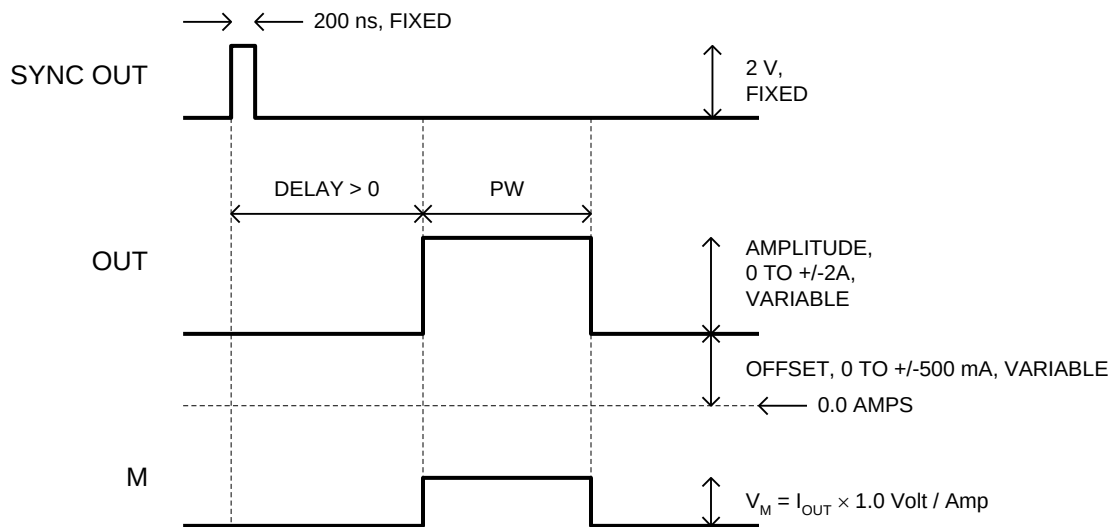 200 ns, FIXED
SYNC OUT
2 V,
FIXED
DELAY > 0
PW
OUT
AMPLITUDE,
0 TO +/-2A,
VARIABLE
OFFSET, 0 TO +/-500 mA, VARIABLE
0.0 AMPS
M
V_M = I_OUT × 1.0 Volt / Amp